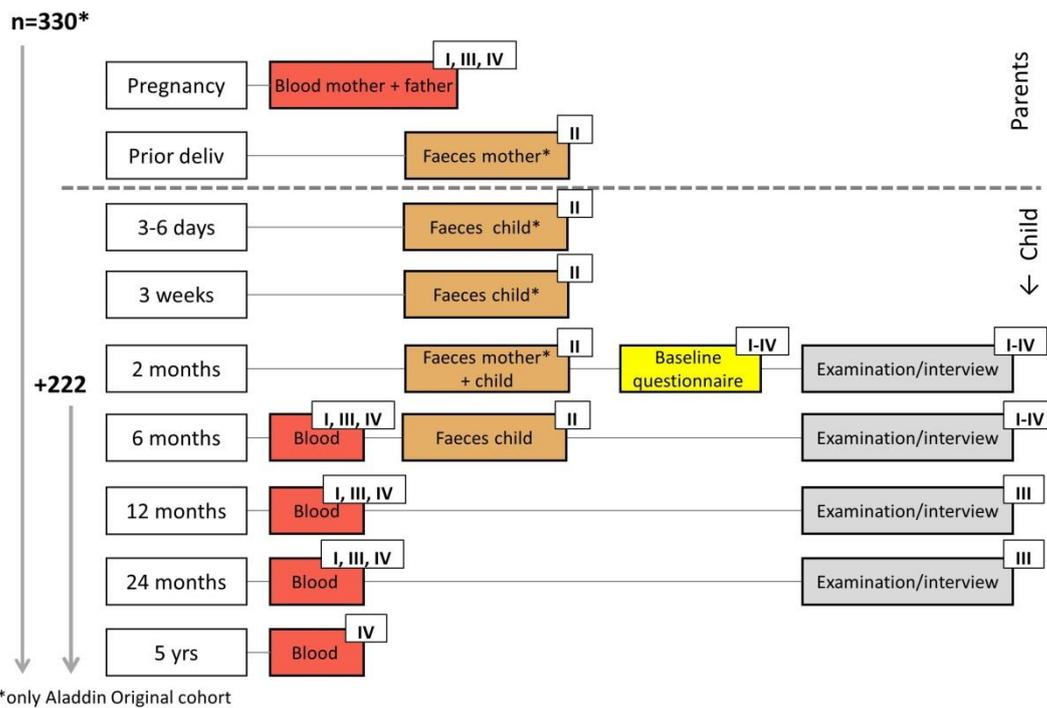 n=330*
I, III, IV
Pregnancy
Blood mother + father
Parents
II
Prior deliv
Faeces mother*
II
3-6 days
Faeces child*
← Child
II
3 weeks
Faeces child*
II
I-IV
I-IV
2 months
Faeces mother*
+ child
Baseline
questionnaire
Examination/interview
+222
I, III, IV
II
I-IV
6 months
Blood
Faeces child
Examination/interview
I, III, IV
III
12 months
Blood
Examination/interview
I, III, IV
III
24 months
Blood
Examination/interview
IV
5 yrs
Blood
*only Aladdin Original cohort